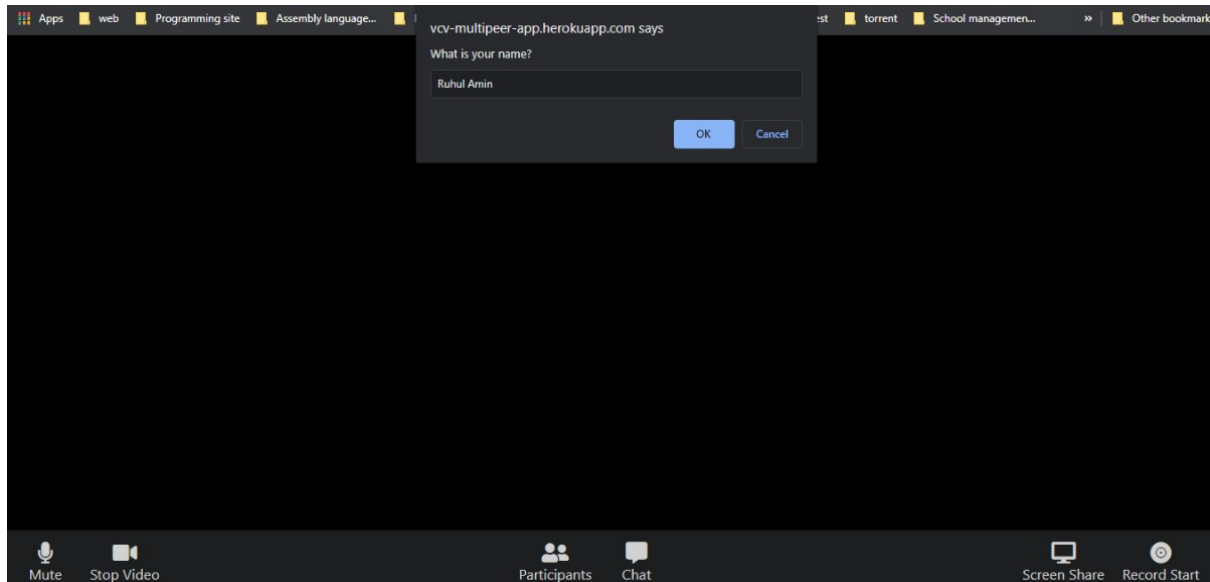 Apps web Programming site Assembly language... est torrent School managemen... » Other bookmark
vcv-multipeer-app.herokuapp.com says
What is your name?
Ruhul Amin
OK Cancel
Mute Stop Video Participants Chat Screen Share Record Start